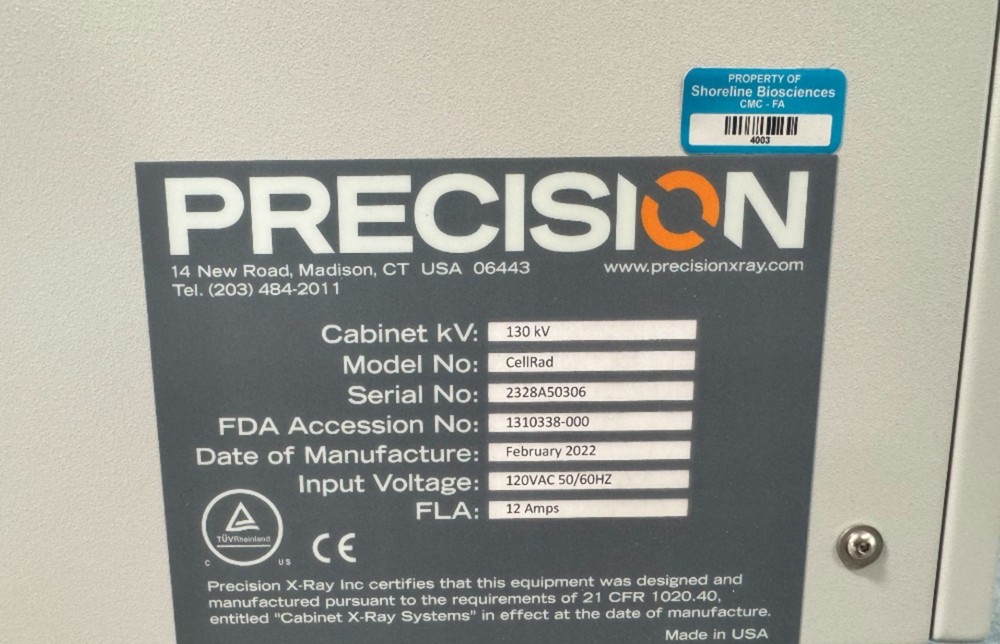 PROPERTY OF
Shoreline Biosciences
CMC - FA
4003
PRECISION
14 New Road, Madison, CT USA 06443 www.precisionxray.com
Tel. (203) 484-2011
Cabinet kV: 130 kV
Model No: CellRad
Serial No: 2328A50306
FDA Accession No: 1310338-000
Date of Manufacture: February 2022
Input Voltage: 120VAC 50/60HZ
FLA: 12 Amps
TÜVRheinland
C US
CE
Precision X-Ray Inc certifies that this equipment was designed and
manufactured pursuant to the requirements of 21 CFR 1020.40,
entitled "Cabinet X-Ray Systems" in effect at the date of manufacture.
Made in USA